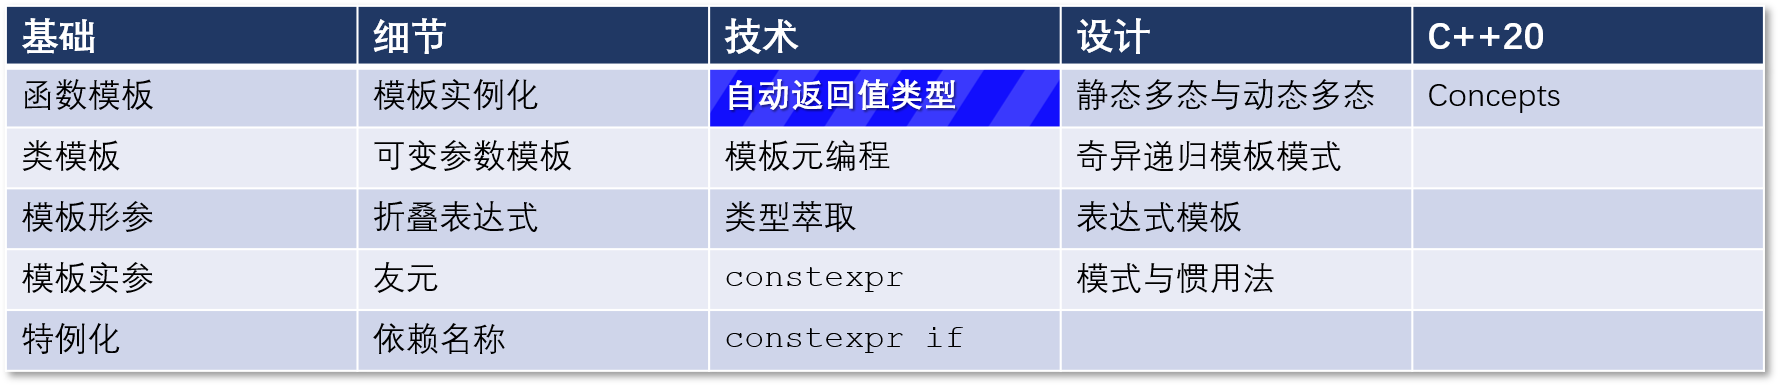 基础 细节 技术 设计 C++20
函数模板 模板实例化 自动返回值类型 静态多态与动态多态 Concepts
类模板 可变参数模板 模板元编程 奇异递归模板模式
模板形参 折叠表达式 类型萃取 表达式模板
模板实参 友元 constexpr 模式与惯用法
特例化 依赖名称 constexpr if